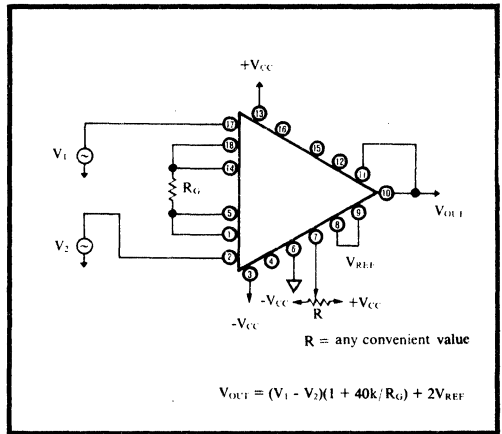 +VCC
13
17
16
V1
18
15
14
12
11
RG
10
VOUT
5
9
1
8
V2
7
VREF
2
6
4
3
-VCC
+VCC
R
-VCC
R = any convenient value
VOUT = (V1 - V2)(1 + 40k/RG) + 2VREF